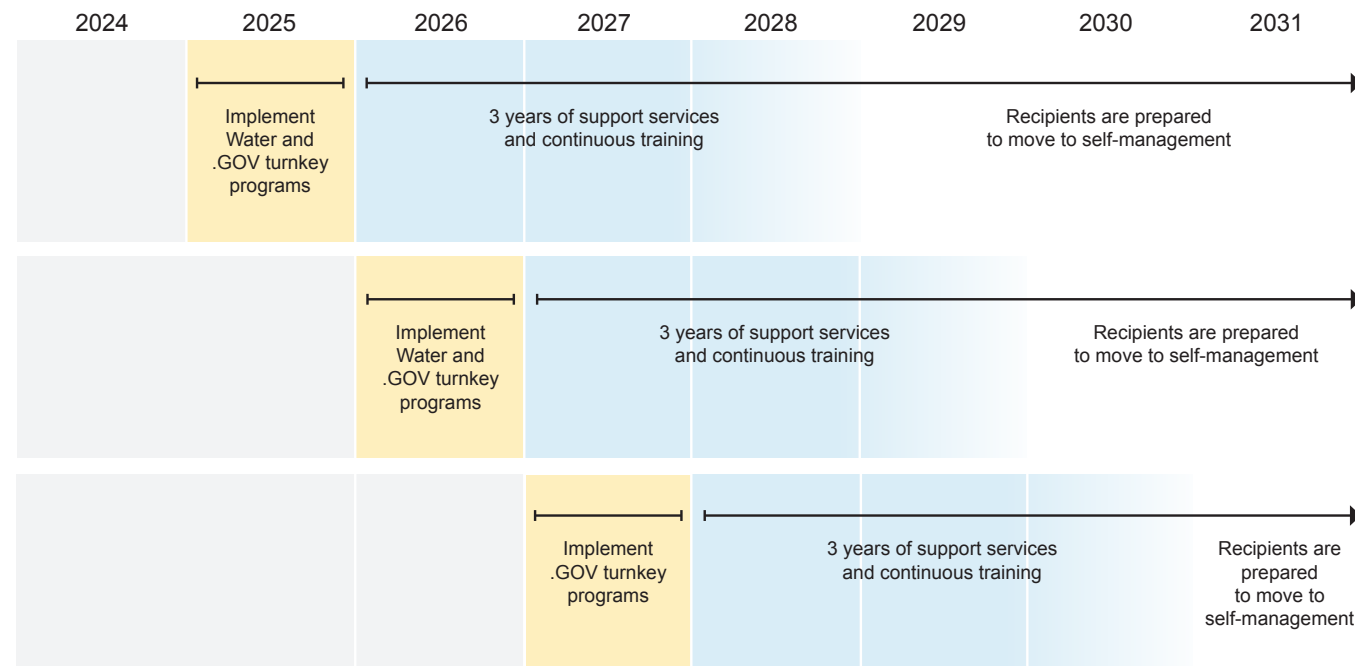 2024 2025 2026 2027 2028 2029 2030 2031
Implement
Water and
.GOV turnkey
programs
3 years of support services
and continuous training
Recipients are prepared
to move to self-management
Implement
Water and
.GOV turnkey
programs
3 years of support services
and continuous training
Recipients are prepared
to move to self-management
Implement
.GOV turnkey
programs
3 years of support services
and continuous training
Recipients are
prepared
to move to
self-management